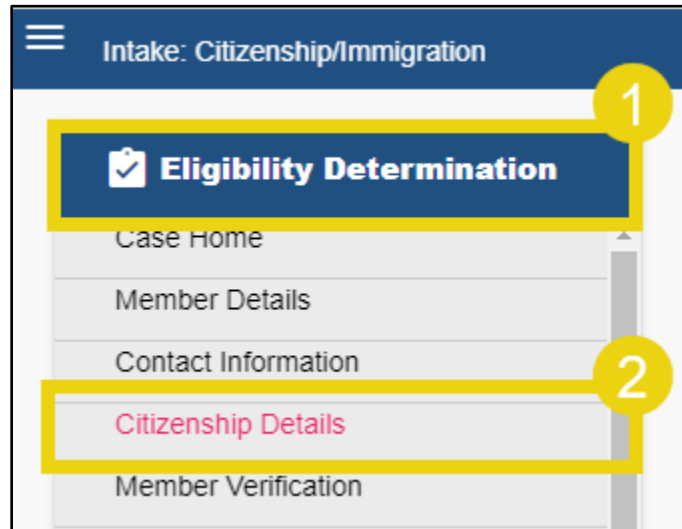 Intake: Citizenship/Immigration
1
Eligibility Determination
Case Home
Member Details
Contact Information
2
Citizenship Details
Member Verification